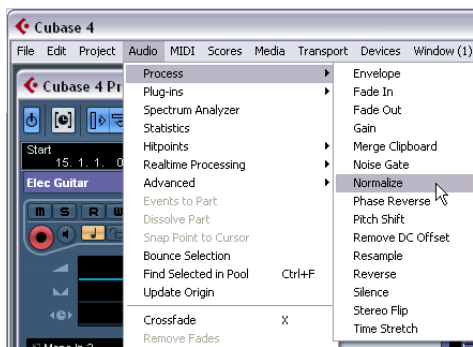 Cubase 4
File Edit Project Audio MIDI Scores Media Transport Devices Window (1)
Cubase 4 Pr
Start
15. 1. 1. 0
Elec Guitar
M S R W
Process
Plug-ins
Spectrum Analyzer
Statistics
Hitpoints
Realtime Processing
Advanced
Events to Part
Dissolve Part
Snap Point to Cursor
Bounce Selection
Find Selected in Pool Ctrl+F
Update Origin
Crossfade X
Remove Fades
Envelope
Fade In
Fade Out
Gain
Merge Clipboard
Noise Gate
Normalize
Phase Reverse
Pitch Shift
Remove DC Offset
Resample
Reverse
Silence
Stereo Flip
Time Stretch